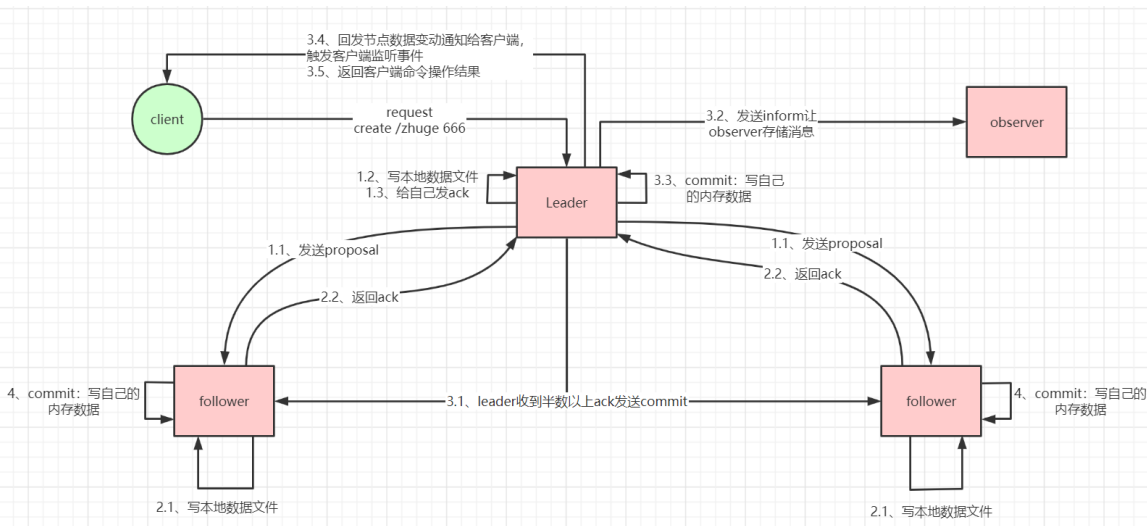 3.4、回发节点数据变动通知给客户端，
触发客户端监听事件
3.5、返回客户端命令操作结果
client
request
create /zhuge 666
3.2、发送inform让
observer存储消息
observer
1.2、写本地数据文件
1.3、给自己发ack
Leader
3.3、commit：写自己
的内存数据
1.1、发送proposal
1.1、发送proposal
2.2、返回ack
2.2、返回ack
4、commit：写自己的
内存数据
follower
3.1、leader收到半数以上ack发送commit
follower
4、commit：写自己的
内存数据
2.1、写本地数据文件
2.1、写本地数据文件